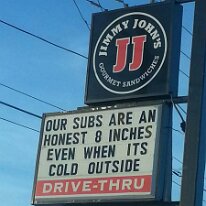 JIMMY JOHN'S
JJ
GOURMET SANDWICHES
OUR SUBS ARE AN
HONEST 8 INCHES
EVEN WHEN ITS
COLD OUTSIDE
DRIVE-THRU